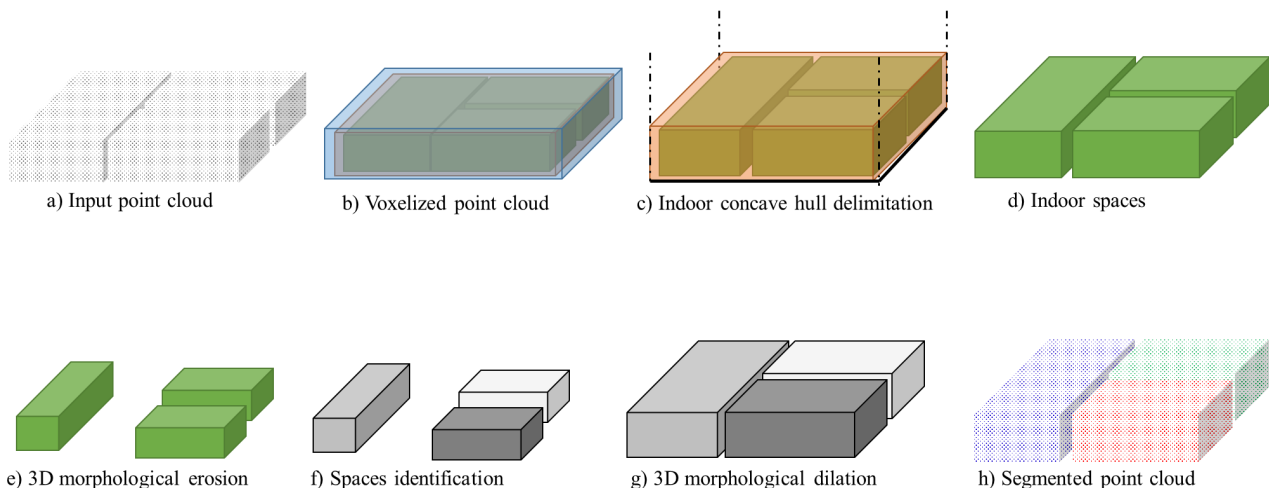 a) Input point cloud
b) Voxelized point cloud
c) Indoor concave hull delimitation
d) Indoor spaces
e) 3D morphological erosion
f) Spaces identification
g) 3D morphological dilation
h) Segmented point cloud